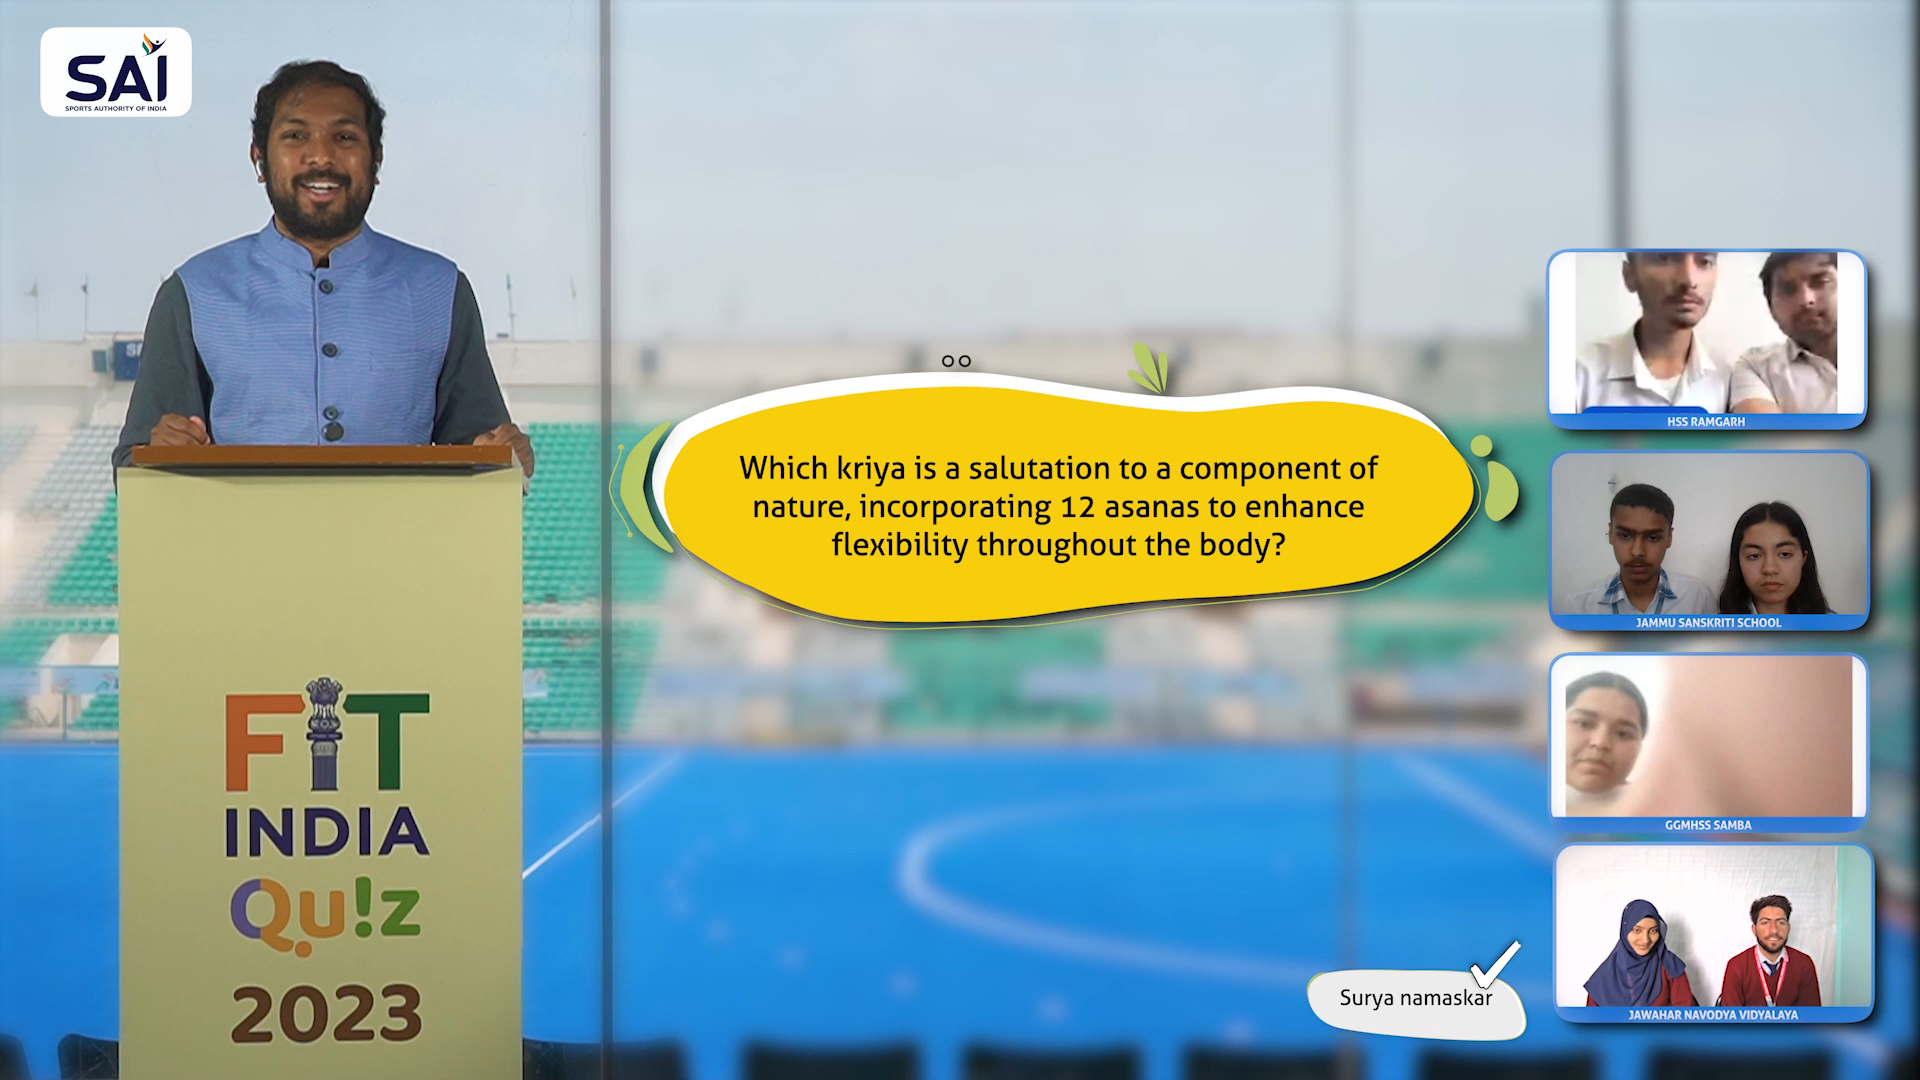 SAI
SPORTS AUTHORITY OF INDIA
Which kriya is a salutation to a component of
nature, incorporating 12 asanas to enhance
flexibility throughout the body?
HSS RAMGARH
JAMMU SANSKRITI SCHOOL
GGMHSS SAMBA
JAWAHAR NAVODYA VIDYALAYA
Surya namaskar
FIT
INDIA
Qu!z
2023